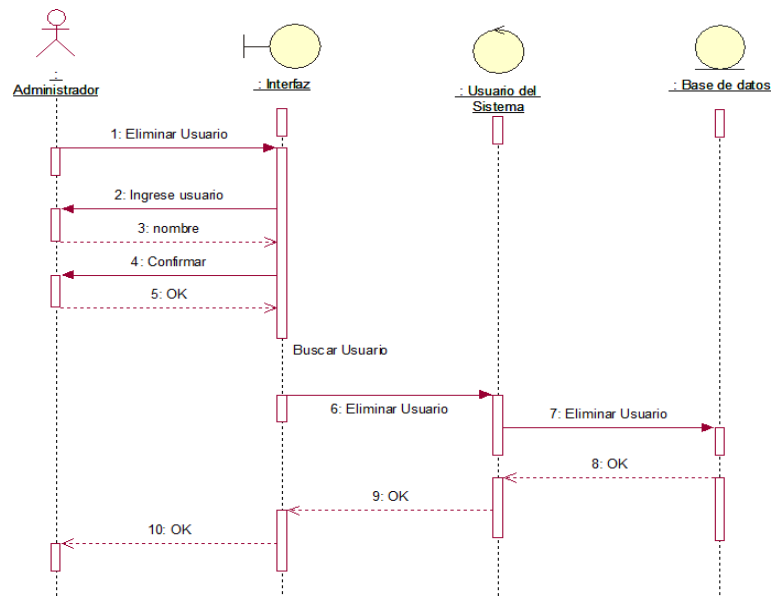 :
Administrador
: Interfaz
: Usuario del
Sistema
: Base de datos
1: Eliminar Usuario
2: Ingrese usuario
3: nombre
4: Confirmar
5: OK
Buscar Usuario
6: Eliminar Usuario
7: Eliminar Usuario
8: OK
9: OK
10: OK